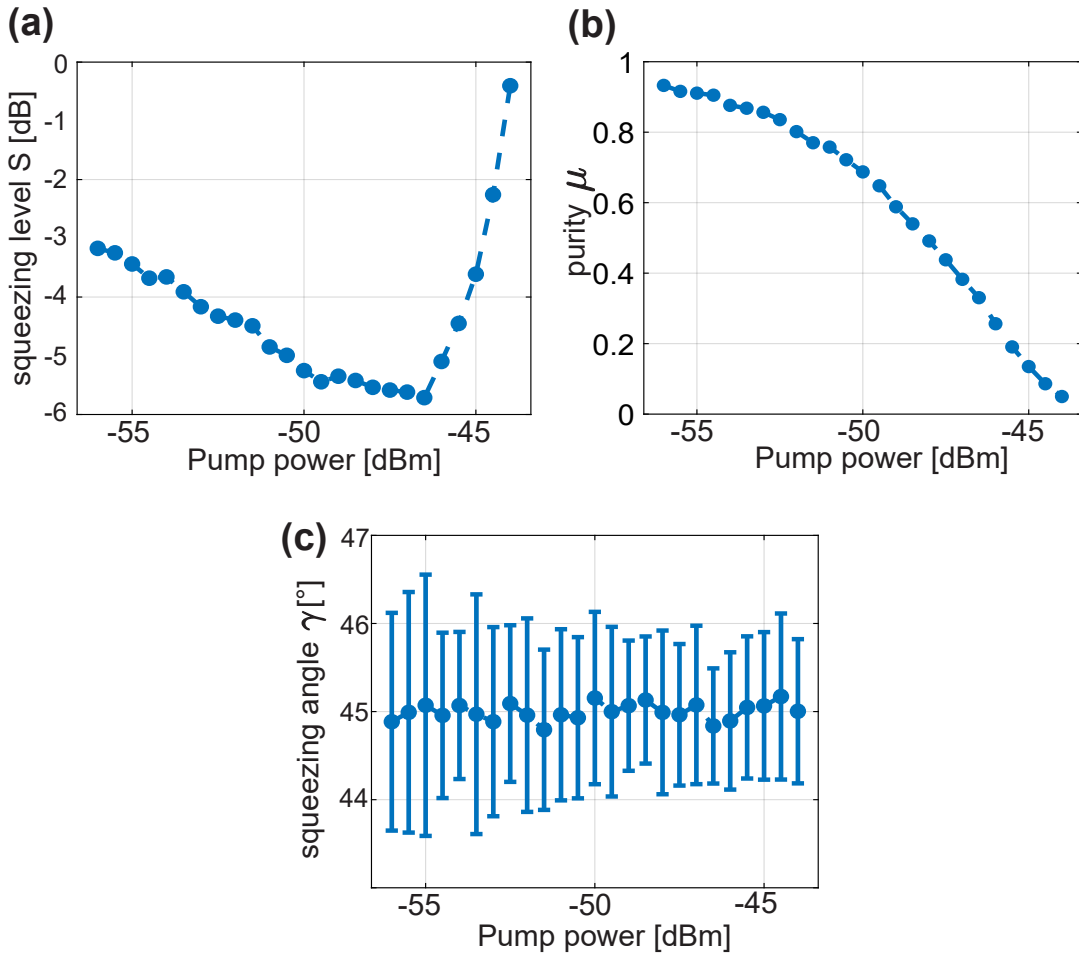 (a)
squeezing level S [dB]
0
-1
-2
-3
-4
-5
-6
-55
-50
-45
Pump power [dBm]
(b)
purity μ
1
0.8
0.6
0.4
0.2
0
-55
-50
-45
Pump power [dBm]
(c)
squeezing angle γ[°]
47
46
45
44
-55
-50
-45
Pump power [dBm]